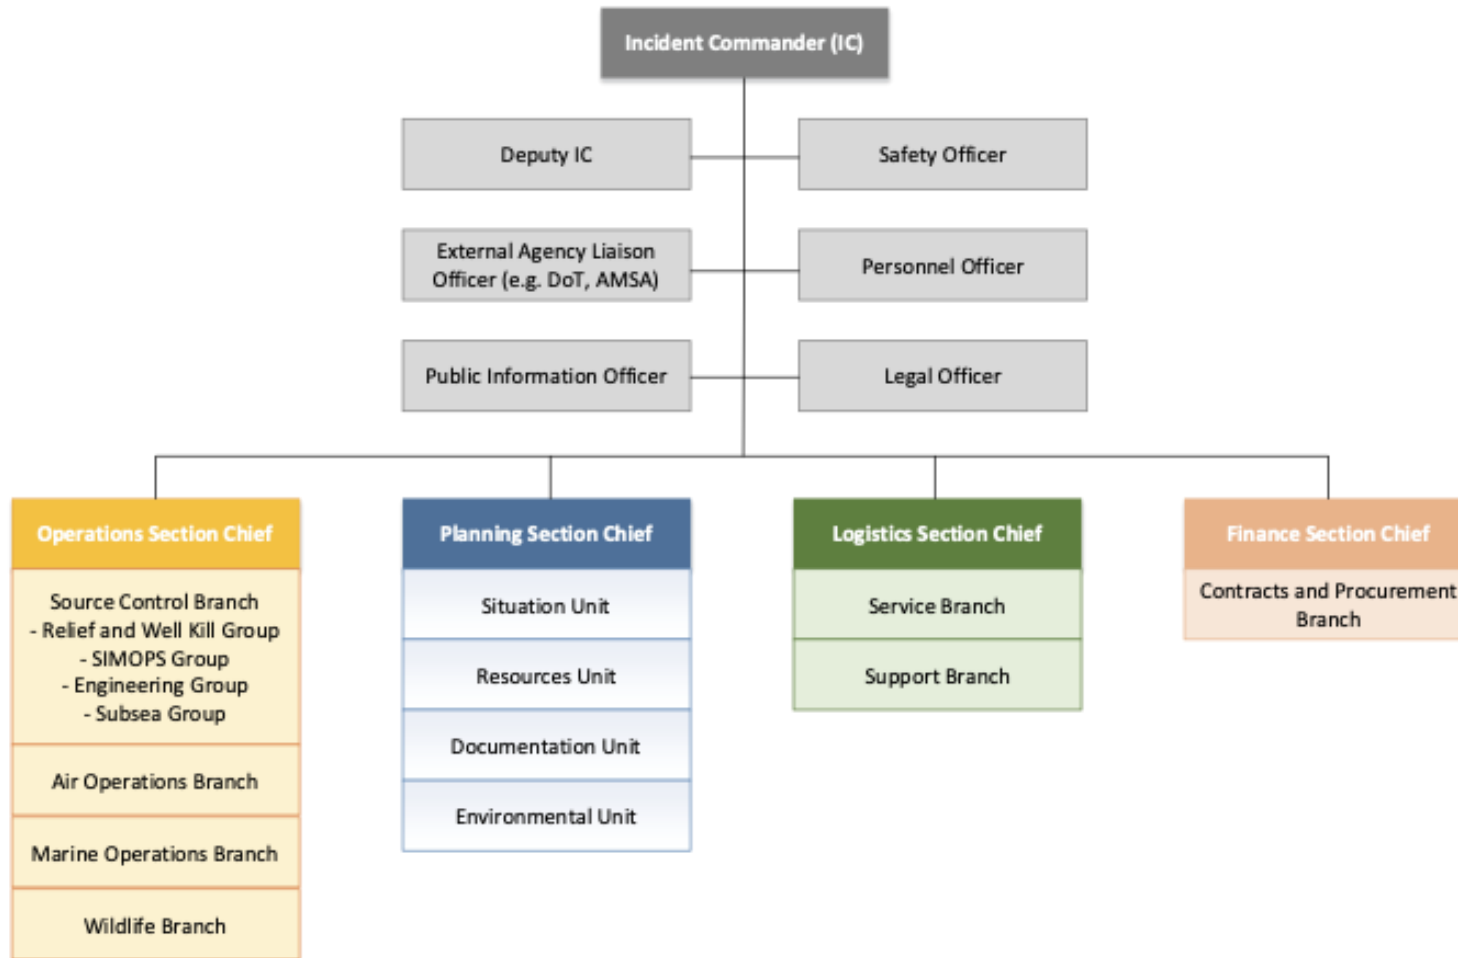 Incident Commander (IC)
Deputy IC
Safety Officer
External Agency Liaison
Officer (e.g. DoT, AMSA)
Personnel Officer
Public Information Officer
Legal Officer
Operations Section Chief
Source Control Branch
- Relief and Well Kill Group
- SIMOPS Group
- Engineering Group
- Subsea Group
Air Operations Branch
Marine Operations Branch
Wildlife Branch
Planning Section Chief
Situation Unit
Resources Unit
Documentation Unit
Environmental Unit
Logistics Section Chief
Service Branch
Support Branch
Finance Section Chief
Contracts and Procurement
Branch